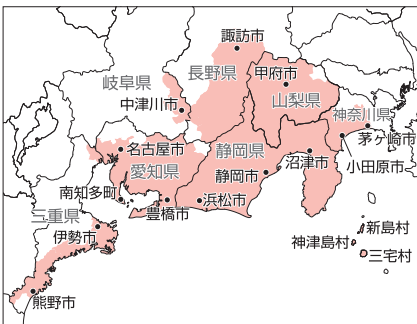 諏訪市
岐阜県
長野県
甲府市
中津川市
山梨県
神奈川県
茅ヶ崎市
名古屋市
静岡県
愛知県
沼津市
小田原市
静岡市
南知多町
豊橋市
浜松市
三重県
伊勢市
新島村
神津島村
三宅村
熊野市